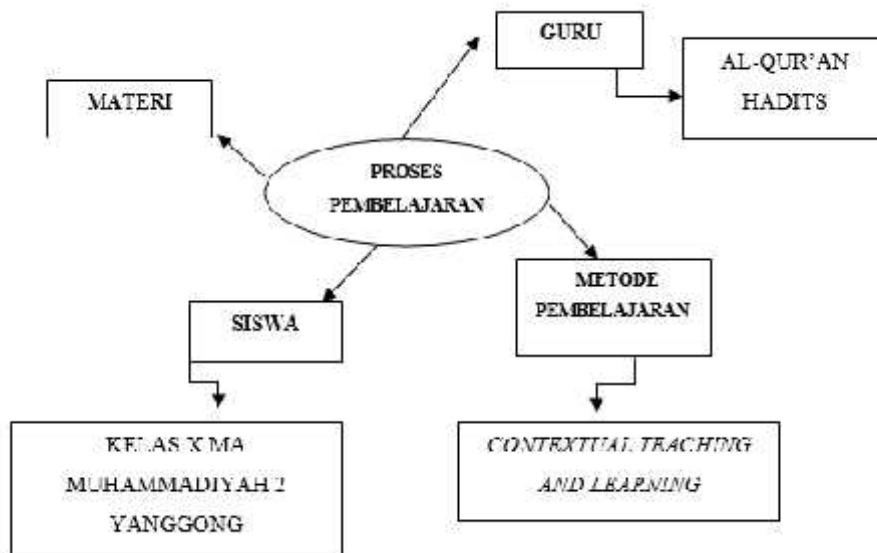 GURU
AL-QUR'AN
HADITS
MATERI
PROSES
PEMBELAJARAN
METODE
PEMBELAJARAN
SISWA
KELAS X MA
MUHAMMADIYAH 2
YANGGONG
CONTEXTUAL TEACHING
AND LEARNING